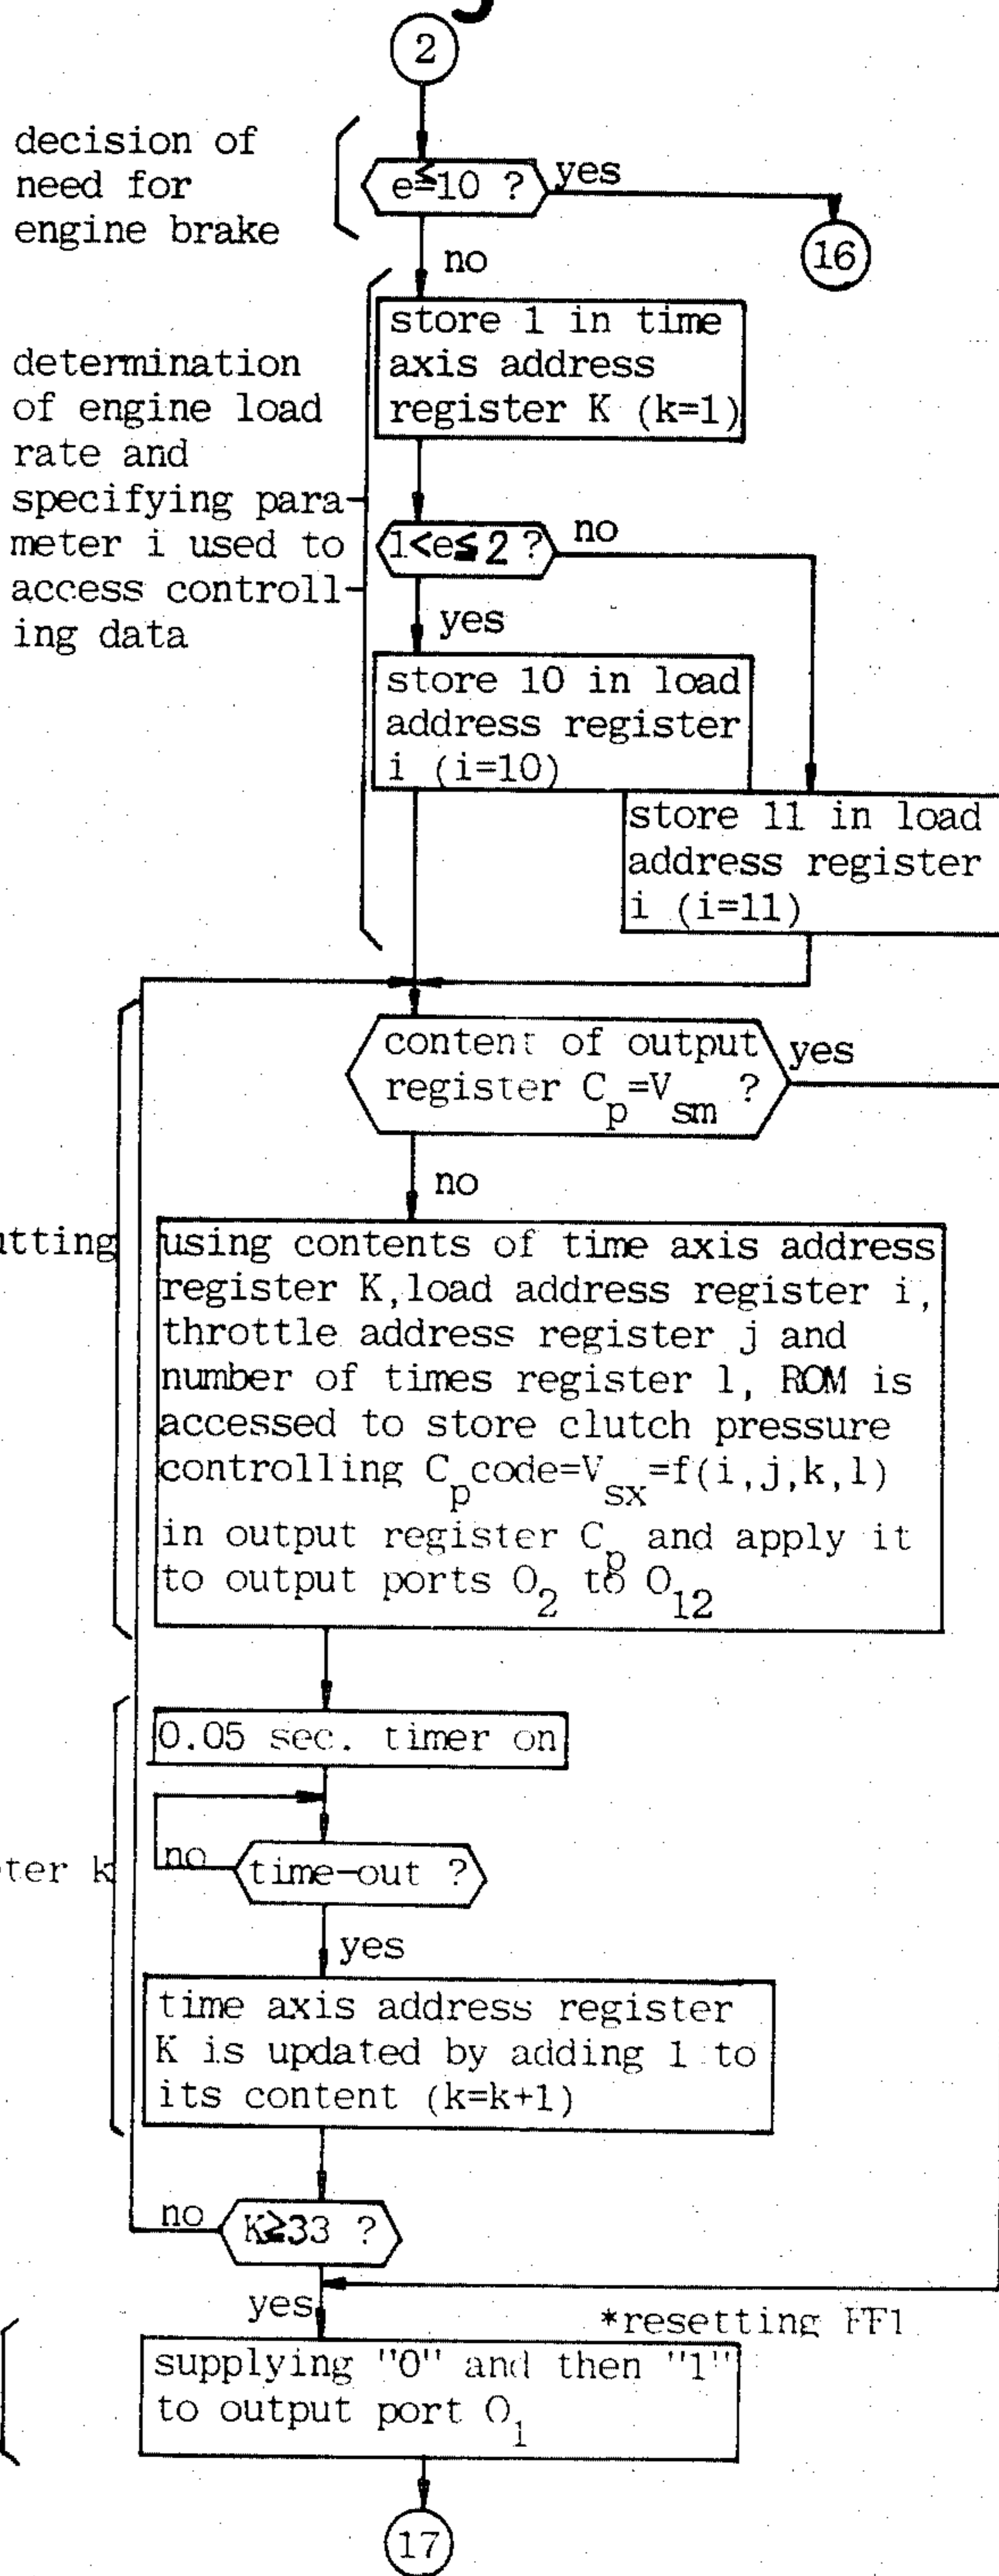 2
decision of
need for
engine brake
e≦10 ?
yes
16
no
store 1 in time
axis address
register K (k=1)
determination
of engine load
rate and
specifying para-
meter i used to
access controll-
ing data
1<e≦2 ?
no
yes
store 10 in load
address register
i (i=10)
store 11 in load
address register
i (i=11)
content of output
register Cp=Vsm ?
yes
no
using contents of time axis address
register K, load address register i,
throttle address register j and
number of times register l, ROM is
accessed to store clutch pressure
controlling Cp code=Vsx=f(i,j,k,l)
in output register Cp and apply it
to output ports O2 to O12
0.05 sec. timer on
no
time-out ?
k
yes
time axis address register
K is updated by adding 1 to
its content (k=k+1)
no
K≧33 ?
yes
*resetting FF1
supplying "0" and then "1"
to output port O1
17